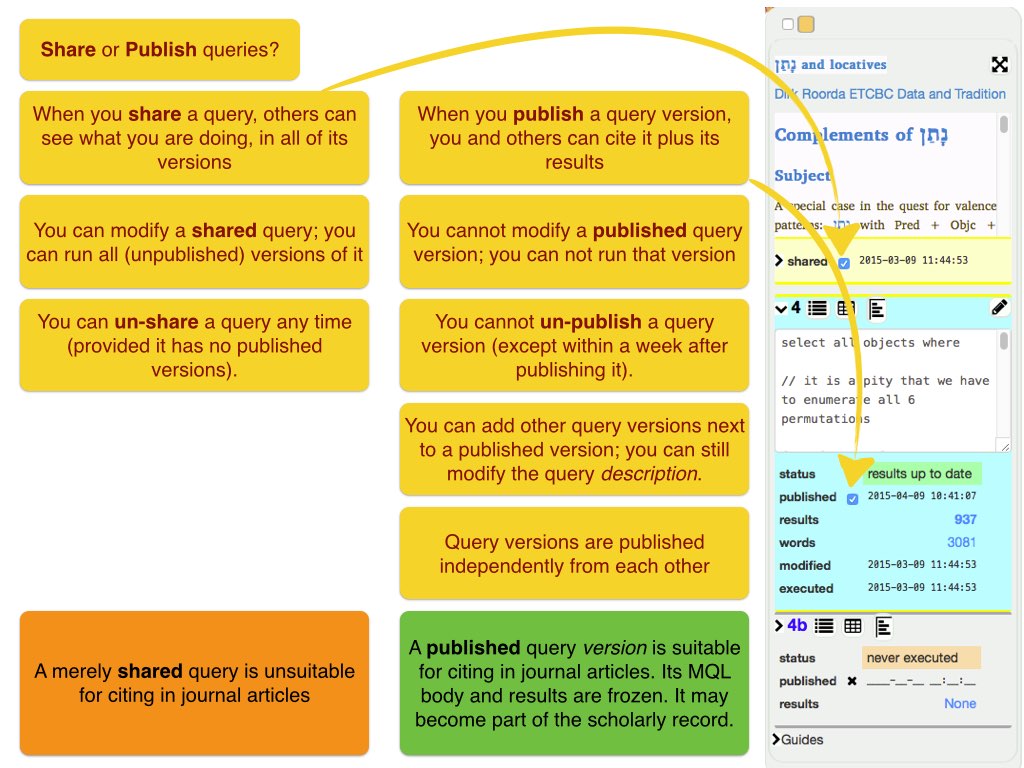 Share or Publish queries?
When you share a query, others can
see what you are doing, in all of its
versions
You can modify a shared query; you
can run all (unpublished) versions of it
You can un-share a query any time
(provided it has no published
versions).
A merely shared query is unsuitable
for citing in journal articles
When you publish a query version,
you and others can cite it plus its
results
You cannot modify a published query
version; you can not run that version
You cannot un-publish a query
version (except within a week after
publishing it).
You can add other query versions next
to a published version; you can still
modify the query description.
Query versions are published
independently from each other
A published query version is suitable
for citing in journal articles. Its MQL
body and results are frozen. It may
become part of the scholarly record.
נָתַן and locatives
Dirk Roorda ETCBC Data and Tradition
Complements of נָתַן
Subject
A special case in the quest for valence
patterns: נתן with Pred + Objc +
shared 2015-03-09 11:44:53
4
select all objects where
// it is a pity that we have
to enumerate all 6
permutations
status results up to date
published 2015-04-09 10:41:07
results 937
words 3081
modified 2015-03-09 11:44:53
executed 2015-03-09 11:44:53
4b
status never executed
published ____-__-__ __:__:__
results None
Guides